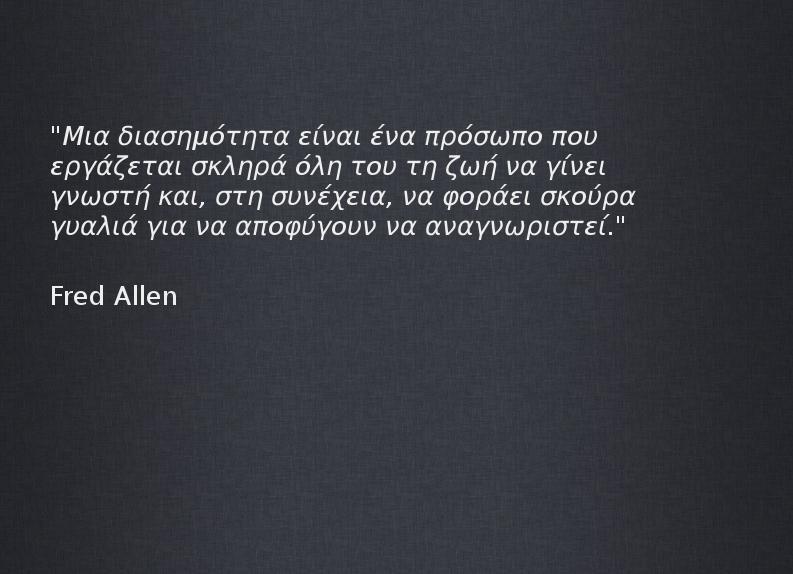 "Μια διασημότητα είναι ένα πρόσωπο που
εργάζεται σκληρά όλη του τη ζωή να γίνει
γνωστή και, στη συνέχεια, να φοράει σκούρα
γυαλιά για να αποφύγουν να αναγνωριστεί."
Fred Allen